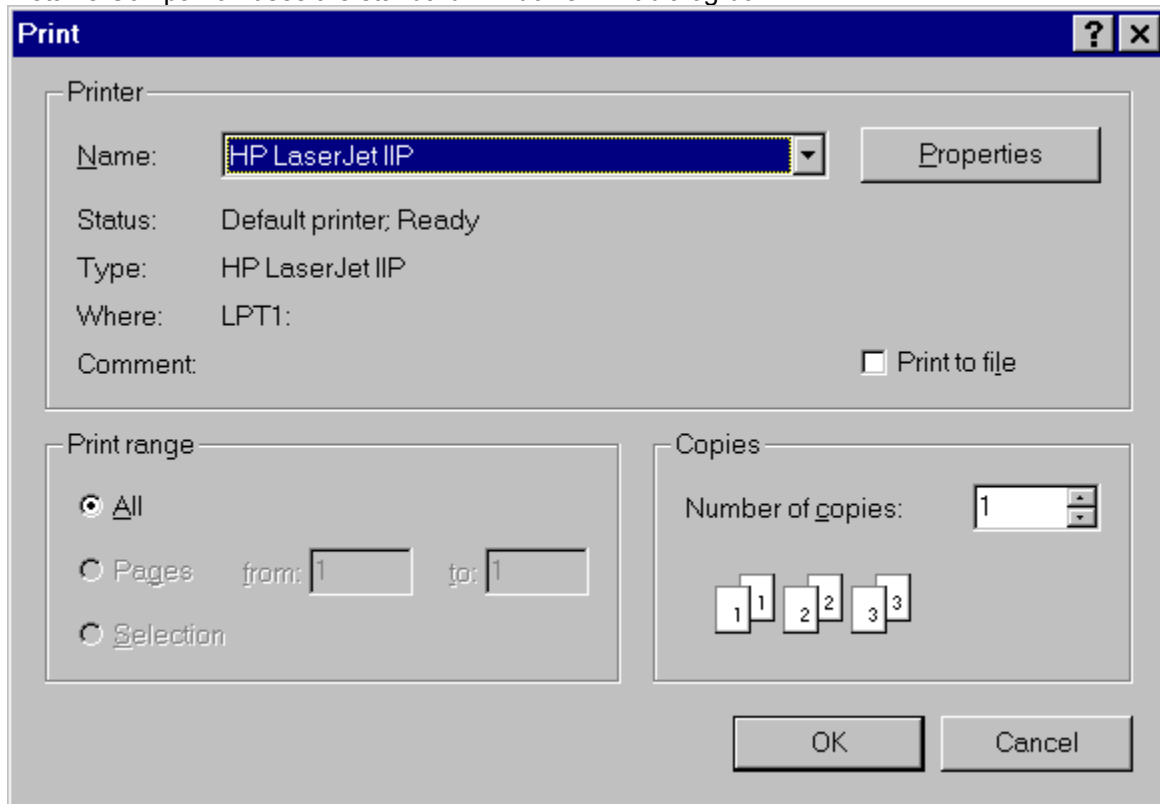 Print
Printer
Name: HP LaserJet IIP Properties
Status: Default printer; Ready
Type: HP LaserJet IIP
Where: LPT1:
Comment: Print to file
Print range Copies
All Number of copies: 1
Pages from: 1 to: 1
1 1 2 2 3 3
Selection
OK Cancel